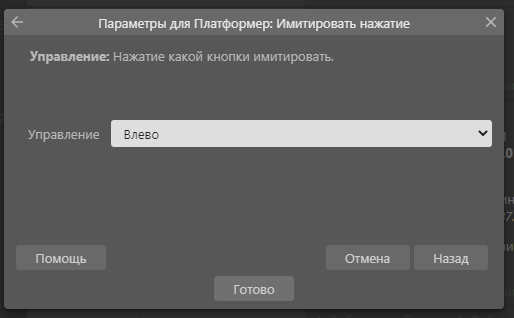 Параметры для Платформер: Имитировать нажатие
Управление: Нажатие какой кнопки имитировать.
Управление Влево
Помощь Отмена Назад
Готово